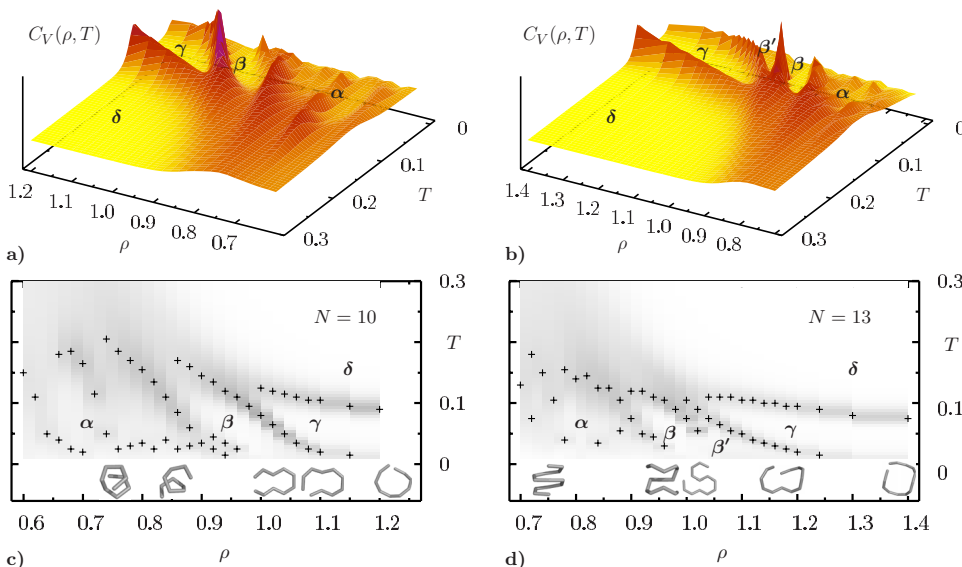 C_V(ρ, T)
γ
β
α
δ
0
0.1
0.2
0.3
T
1.2
1.1
1.0
0.9
0.8
0.7
ρ
a)
C_V(ρ, T)
γ
β′
β
α
δ
0
0.1
0.2
0.3
T
1.4
1.3
1.2
1.1
1.0
0.9
0.8
ρ
b)
N = 10
0.3
T
0.1
0
δ
α
β
γ
0.6 0.7 0.8 0.9 1.0 1.1 1.2
ρ
c)
N = 13
0.3
T
0.1
0
δ
α
β
β′
γ
0.7 0.8 0.9 1.0 1.1 1.2 1.3 1.4
ρ
d)